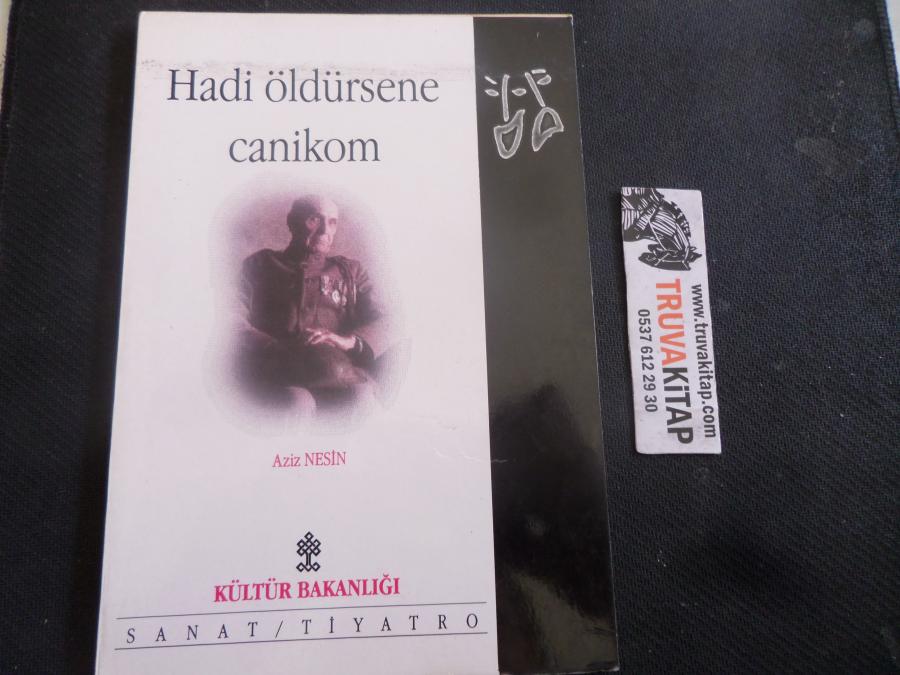 Hadi öldürsene
canikom
Aziz NESİN
KÜLTÜR BAKANLIĞI
SANAT/TİYATRO
www.truvakitap.com
TRUVAKİTAP
0537 612 29 30